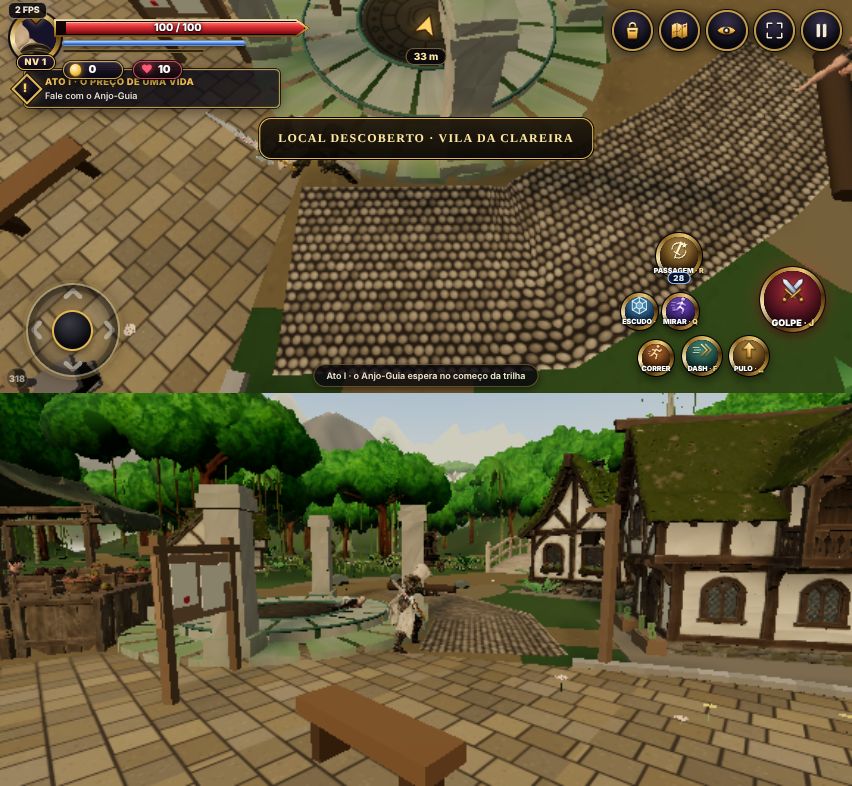 2 FPS
100 / 100
33 m
NV 1
0
10
ATO I · O PREÇO DE UMA VIDA
Fale com o Anjo-Guia
LOCAL DESCOBERTO · VILA DA CLAREIRA
PASSAGEM · R
28
ESCUDO
MIRAR · Q
GOLPE · J
CORRER
DASH · F
PULO
318
Ato I · o Anjo-Guia espera no começo da trilha